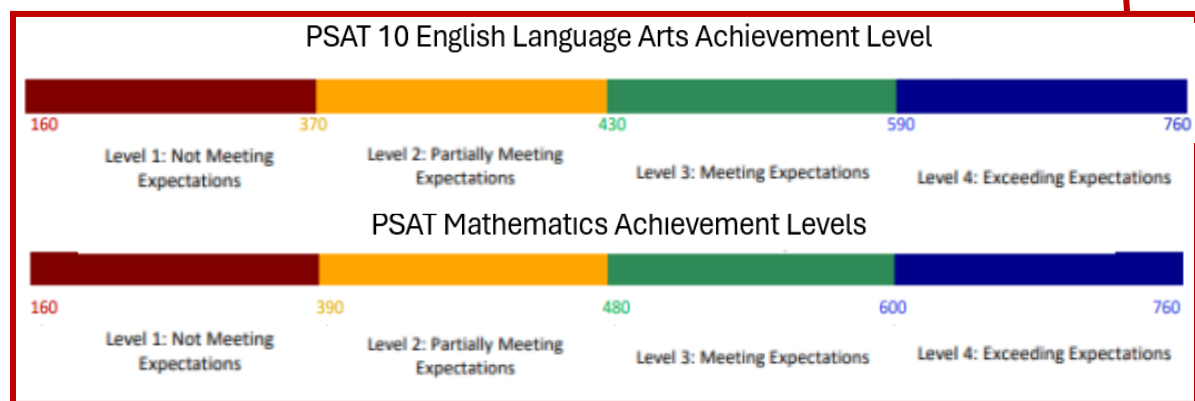 PSAT 10 English Language Arts Achievement Level
160 370 430 590 760
Level 1: Not Meeting
Expectations
Level 2: Partially Meeting
Expectations
Level 3: Meeting Expectations
Level 4: Exceeding Expectations
PSAT Mathematics Achievement Levels
160 390 480 600 760
Level 1: Not Meeting
Expectations
Level 2: Partially Meeting
Expectations
Level 3: Meeting Expectations
Level 4: Exceeding Expectations